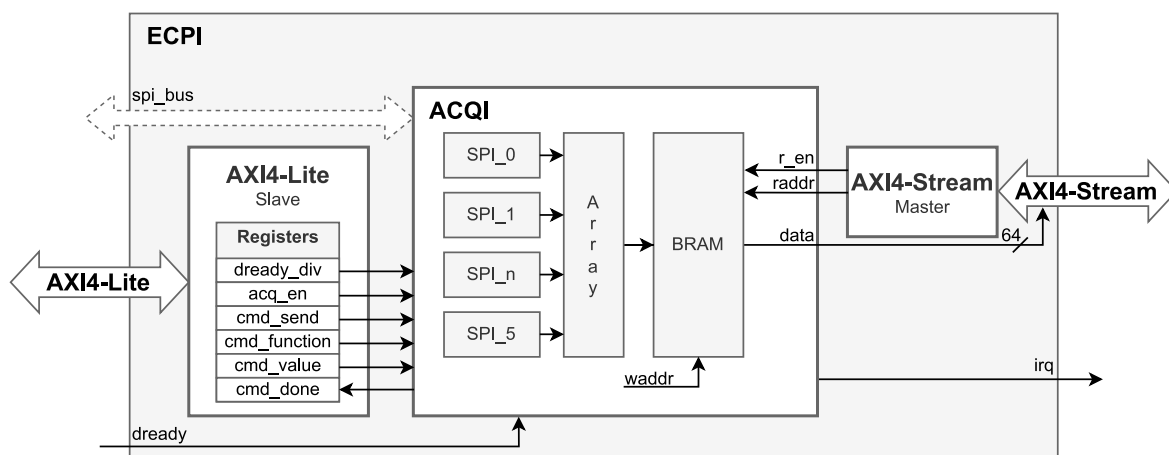 ECPI
spi_bus
ACQI
AXI4-Lite
Slave
Registers
dready_div
acq_en
cmd_send
cmd_function
cmd_value
cmd_done
AXI4-Lite
SPI_0
SPI_1
SPI_n
SPI_5
Array
BRAM
waddr
r_en
raddr
data
AXI4-Stream
Master
AXI4-Stream
64
irq
dready